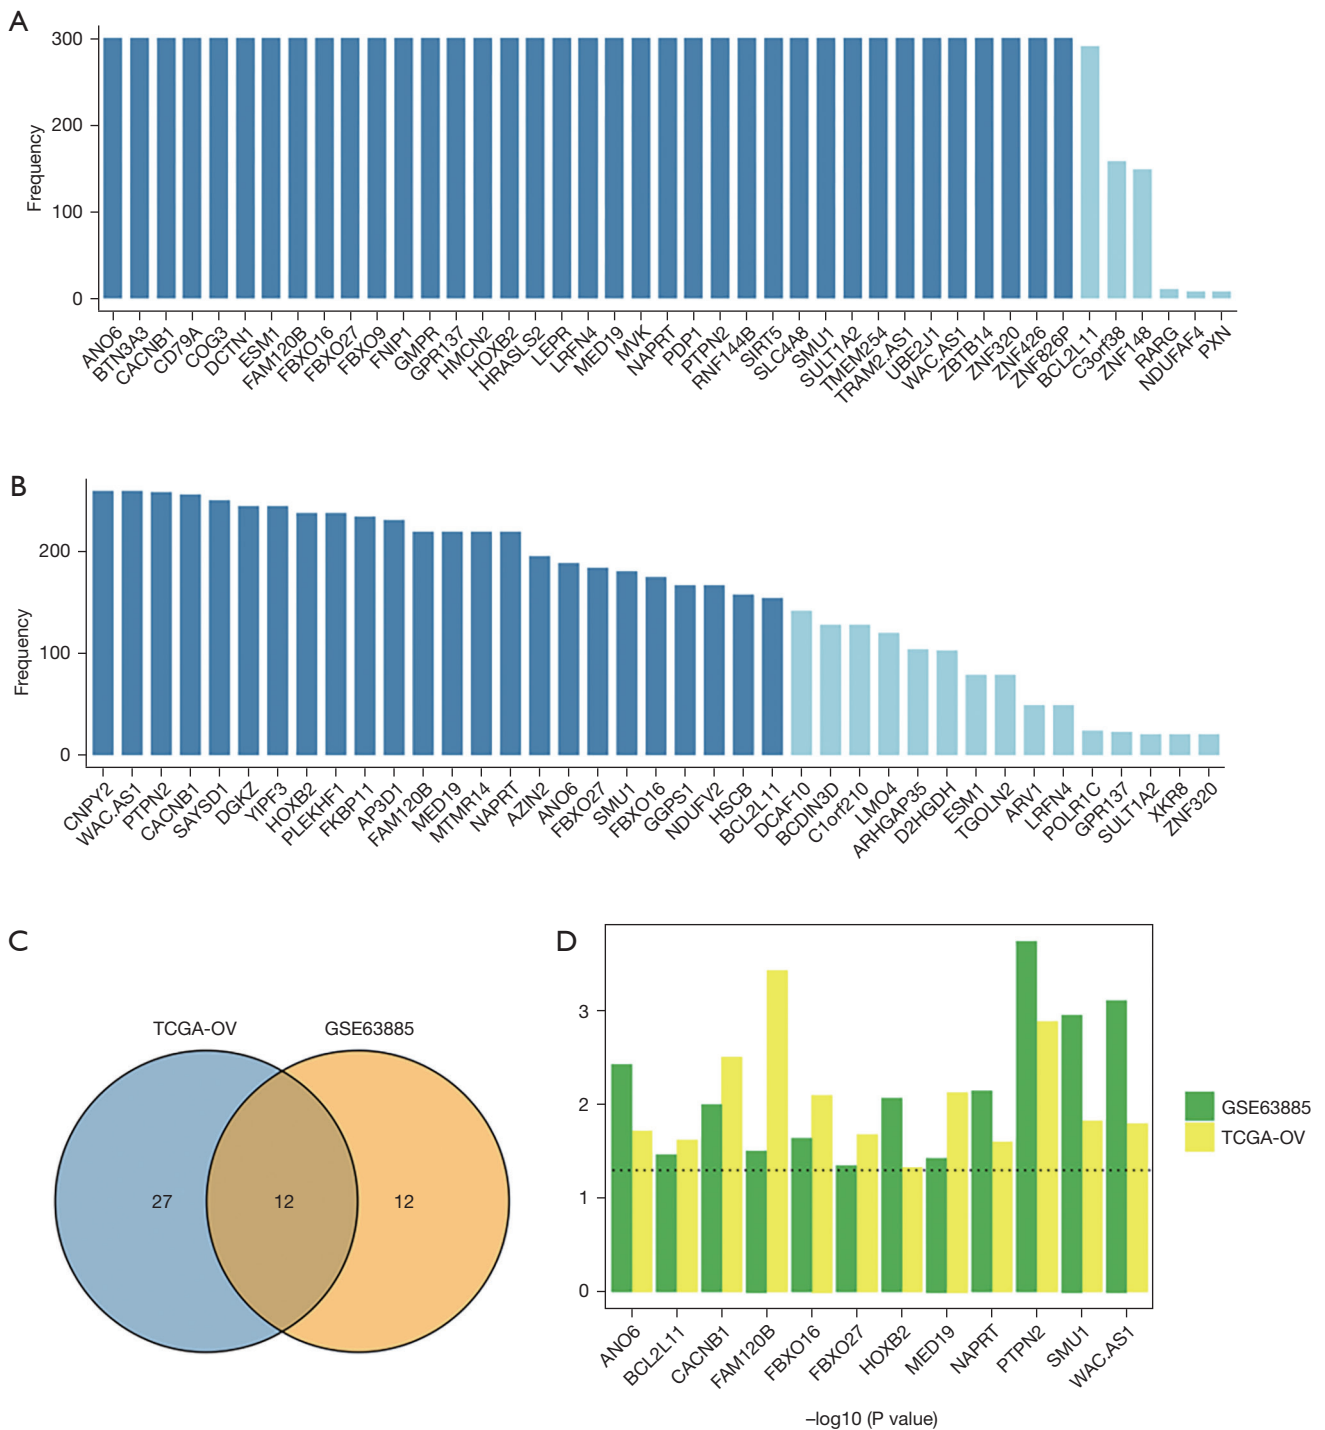 A
300
200
100
0
Frequency
ANO6
BTN3A3
CACNB1
CD79A
COG3
DCTN1
ESM1
FAM120B
FBXO16
FBXO27
FBXO9
FNIP1
GMPR
GPR137
HMCN2
HOXB2
HRASLS2
LEPR
LRFN4
MED19
MVK
NAPRT
PDP1
PTPN2
RNF144B
SIRT5
SLC4A8
SMU1
SULT1A2
TMEM254
TRAM2.AS1
UBE2J1
WAC.AS1
ZBTB14
ZNF320
ZNF426
ZNF826P
BCL2L11
C3orf38
ZNF148
RARG
NDUFAF4
PXN
B
200
100
0
Frequency
CNPY2
WAC.AS1
PTPN2
CACNB1
SAYSD1
DGKZ
YIPF3
HOXB2
PLEKHF1
FKBP11
AP3D1
FAM120B
MED19
MTMR14
NAPRT
AZIN2
ANO6
FBXO27
SMU1
FBXO16
GGPS1
NDUFV2
HSCB
BCL2L11
DCAF10
BCDIN3D
C1orf210
LMO4
ARHGAP35
D2HGDH
ESM1
TGOLN2
ARV1
LRFN4
POLR1C
GPR137
SULT1A2
XKR8
ZNF320
C
TCGA-OV
GSE63885
27
12
12
D
3
2
1
0
ANO6
BCL2L11
CACNB1
FAM120B
FBXO16
FBXO27
HOXB2
MED19
NAPRT
PTPN2
SMU1
WAC.AS1
–log10 (P value)
GSE63885
TCGA-OV